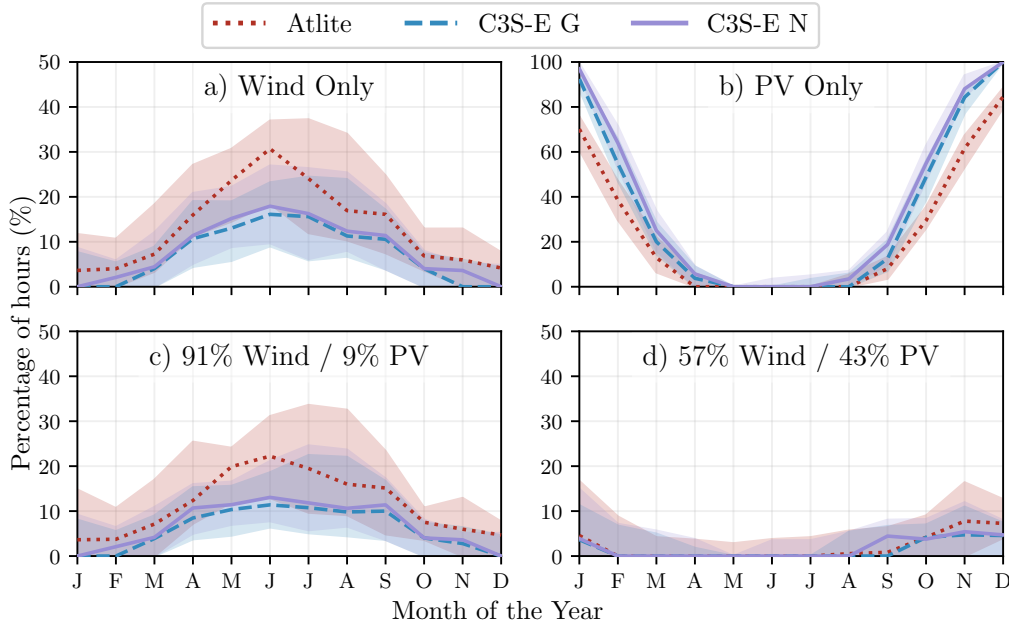 Atlite C3S-E G C3S-E N
a) Wind Only
50
40
30
20
10
0
b) PV Only
100
80
60
40
20
0
c) 91% Wind / 9% PV
50
40
30
20
10
0
J F M A M J J A S O N D
d) 57% Wind / 43% PV
50
40
30
20
10
0
J F M A M J J A S O N D
Percentage of hours (%)
Month of the Year